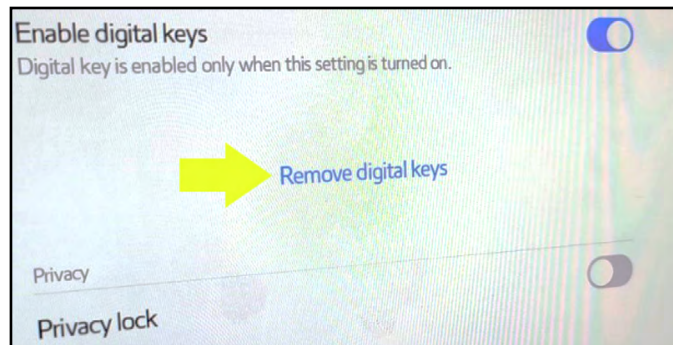 Enable digital keys
Digital key is enabled only when this setting is turned on.
Remove digital keys
Privacy
Privacy lock